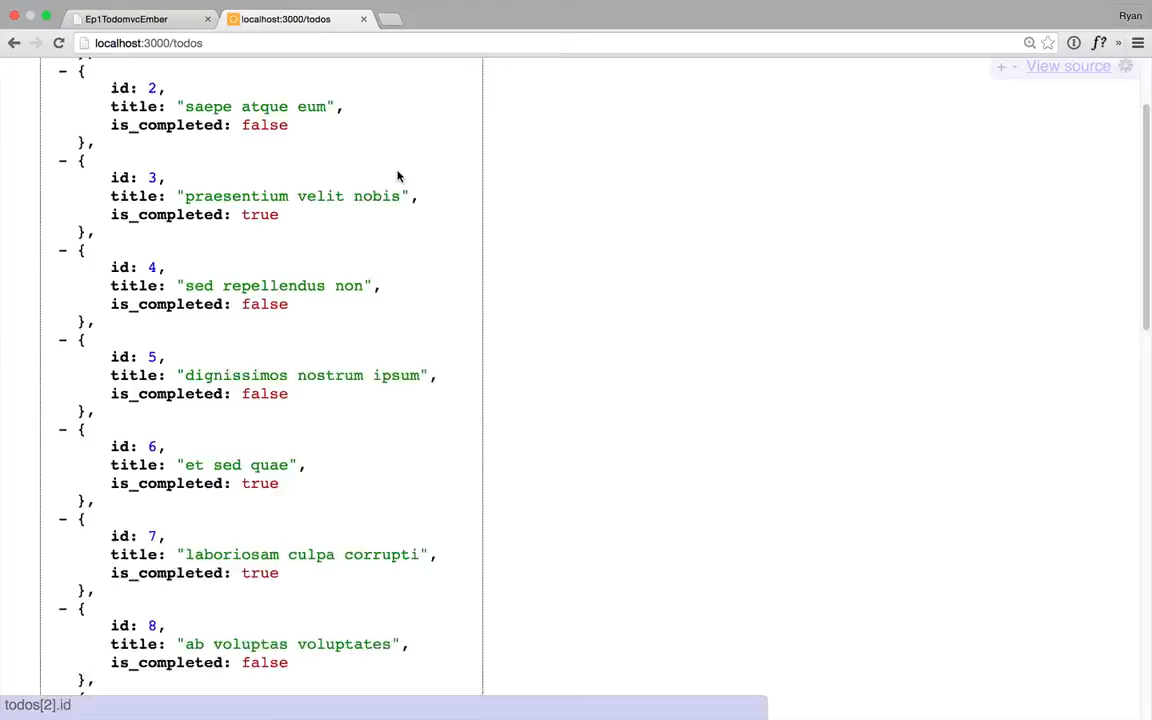 Ep1TodomvcEmber × localhost:3000/todos × Ryan
localhost:3000/todos f? »
},
+ - View source
- {
id: 2,
title: "saepe atque eum",
is_completed: false
},
- {
id: 3,
title: "praesentium velit nobis",
is_completed: true
},
- {
id: 4,
title: "sed repellendus non",
is_completed: false
},
- {
id: 5,
title: "dignissimos nostrum ipsum",
is_completed: false
},
- {
id: 6,
title: "et sed quae",
is_completed: true
},
- {
id: 7,
title: "laboriosam culpa corrupti",
is_completed: true
},
- {
id: 8,
title: "ab voluptas voluptates",
is_completed: false
},
todos[2].id